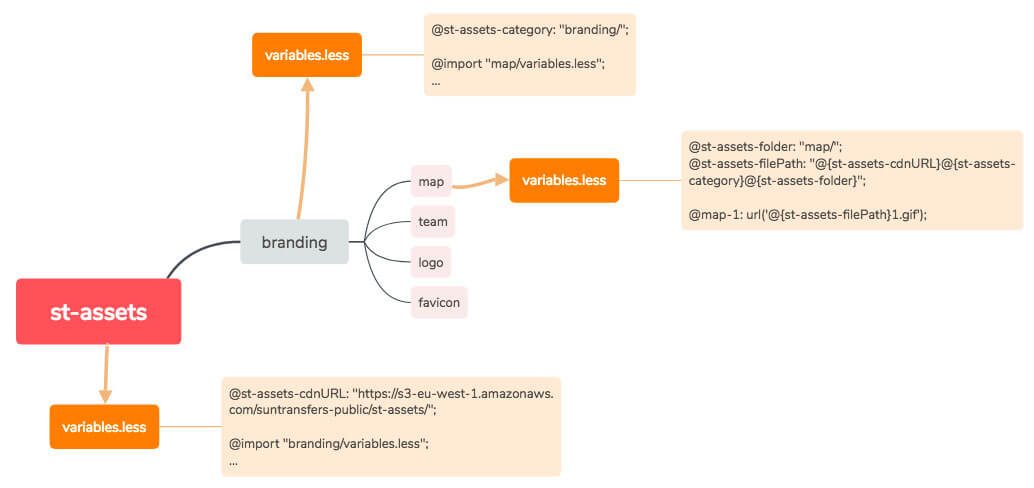 variables.less
@st-assets-category: "branding/";
@import "map/variables.less";
...
map
variables.less
@st-assets-folder: "map/";
@st-assets-filePath: "@{st-assets-cdnURL}@{st-assets-
category}@{st-assets-folder}";
@map-1: url('@{st-assets-filePath}1.gif');
team
branding
logo
favicon
st-assets
variables.less
@st-assets-cdnURL: "https://s3-eu-west-1.amazonaws.
com/suntransfers-public/st-assets/";
@import "branding/variables.less";
...